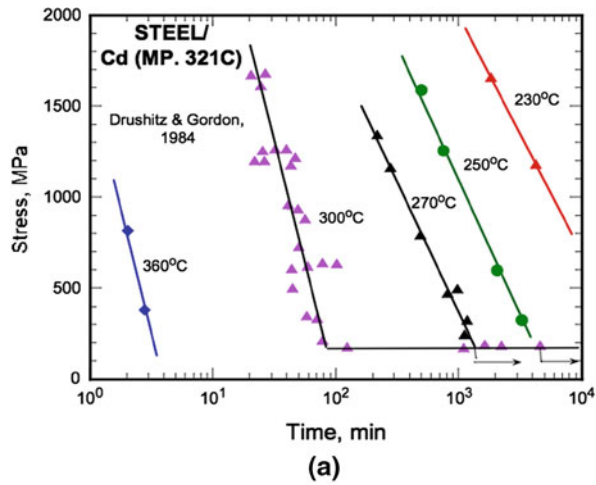 STEEL/
Cd (MP. 321C)
Drushitz & Gordon,
1984
230°C
250°C
270°C
300°C
360°C
Stress, MPa
2000
1500
1000
500
0
10⁰
10¹
10²
10³
10⁴
Time, min
(a)